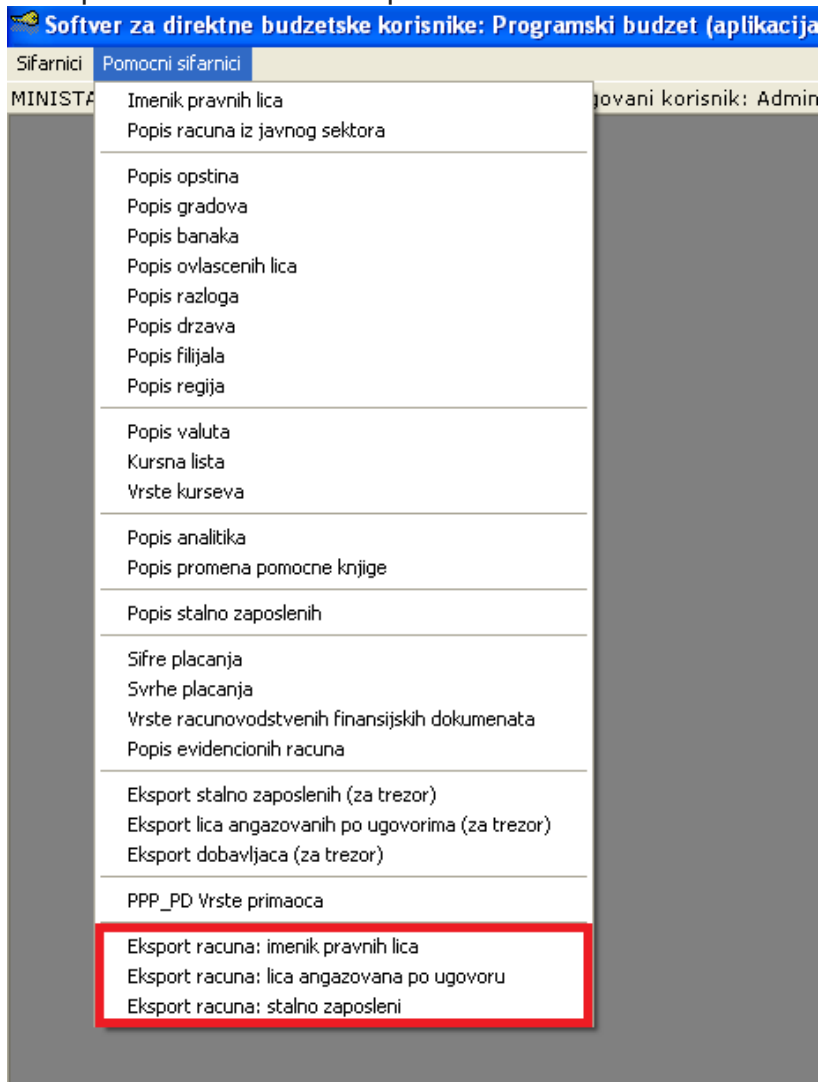 Softver za direktne budzetske korisnike: Programski budzet (aplikacija
Sifarnici Pomocni sifarnici
MINISTA govani korisnik: Admin
Imenik pravnih lica
Popis racuna iz javnog sektora
Popis opstina
Popis gradova
Popis banaka
Popis ovlascenih lica
Popis razloga
Popis drzava
Popis filijala
Popis regija
Popis valuta
Kursna lista
Vrste kurseva
Popis analitika
Popis promena pomocne knjige
Popis stalno zaposlenih
Sifre placanja
Svrhe placanja
Vrste racunovodstvenih finansijskih dokumenata
Popis evidencionih racuna
Eksport stalno zaposlenih (za trezor)
Eksport lica angazovanih po ugovorima (za trezor)
Eksport dobavljaca (za trezor)
PPP_PD Vrste primaoca
Eksport racuna: imenik pravnih lica
Eksport racuna: lica angazovana po ugovoru
Eksport racuna: stalno zaposleni